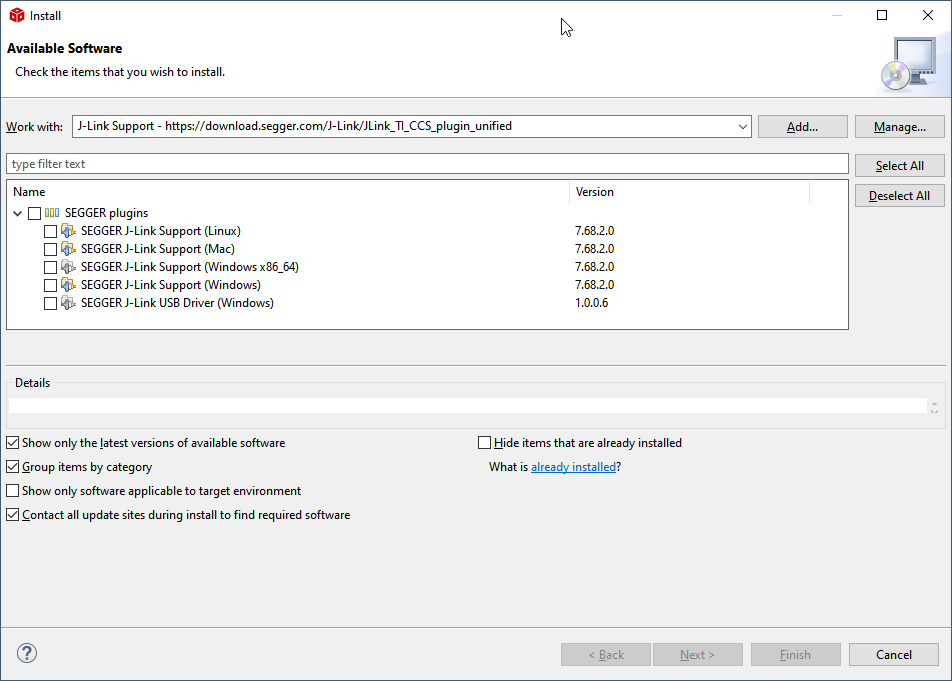 Install
Available Software
Check the items that you wish to install.
Work with: J-Link Support - https://download.segger.com/J-Link/JLink_TI_CCS_plugin_unified Add... Manage...
type filter text Select All
Deselect All
Name Version
SEGGER plugins
SEGGER J-Link Support (Linux) 7.68.2.0
SEGGER J-Link Support (Mac) 7.68.2.0
SEGGER J-Link Support (Windows x86_64) 7.68.2.0
SEGGER J-Link Support (Windows) 7.68.2.0
SEGGER J-Link USB Driver (Windows) 1.0.0.6
Details
Show only the latest versions of available software Hide items that are already installed
Group items by category What is already installed?
Show only software applicable to target environment
Contact all update sites during install to find required software
? < Back Next > Finish Cancel